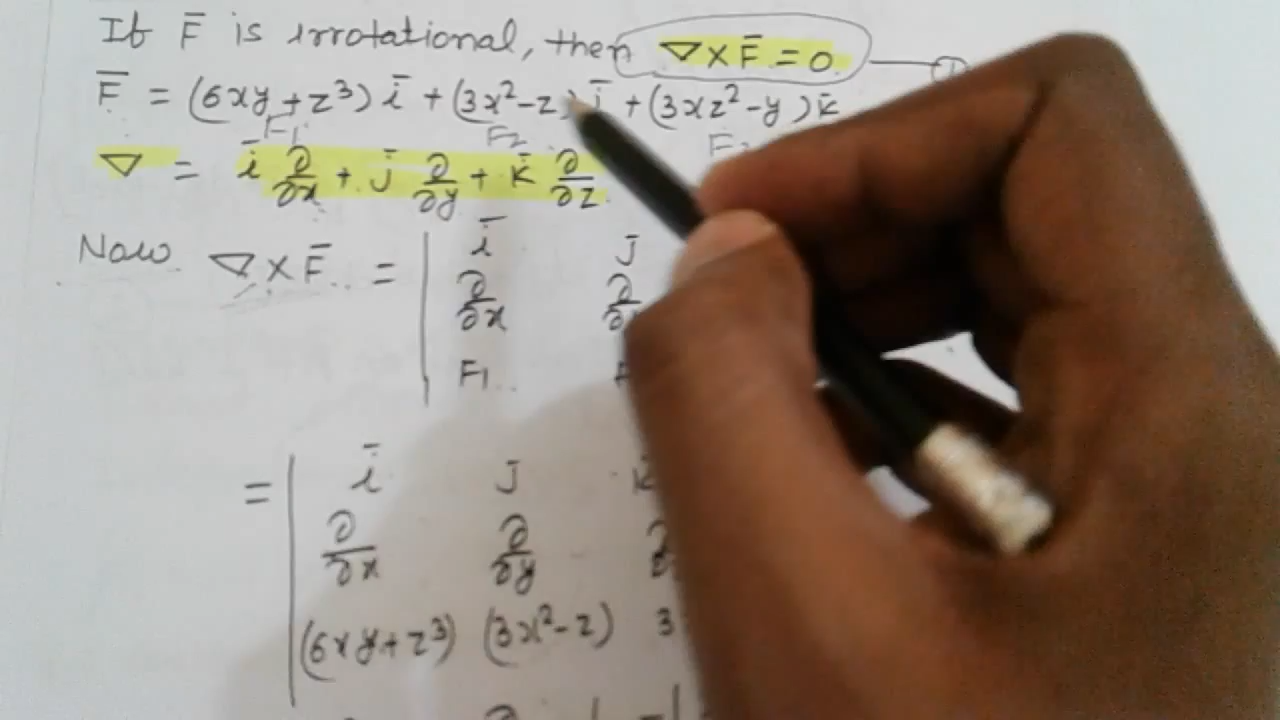 If F̄ is irrotational, then ∇×F̄ = 0
F̄ = (6xy+z³) ī + (3x²-z) j̄ + (3xz²-y) k̄
F1 F2
∇ = ī ∂/∂x + J ∂/∂y + k̄ ∂/∂z
Now ∇×F̄ = | ī J
∂/∂x
F1
= | ī J
∂/∂x ∂/∂y
(6xy+z³) (3x²-z) 3